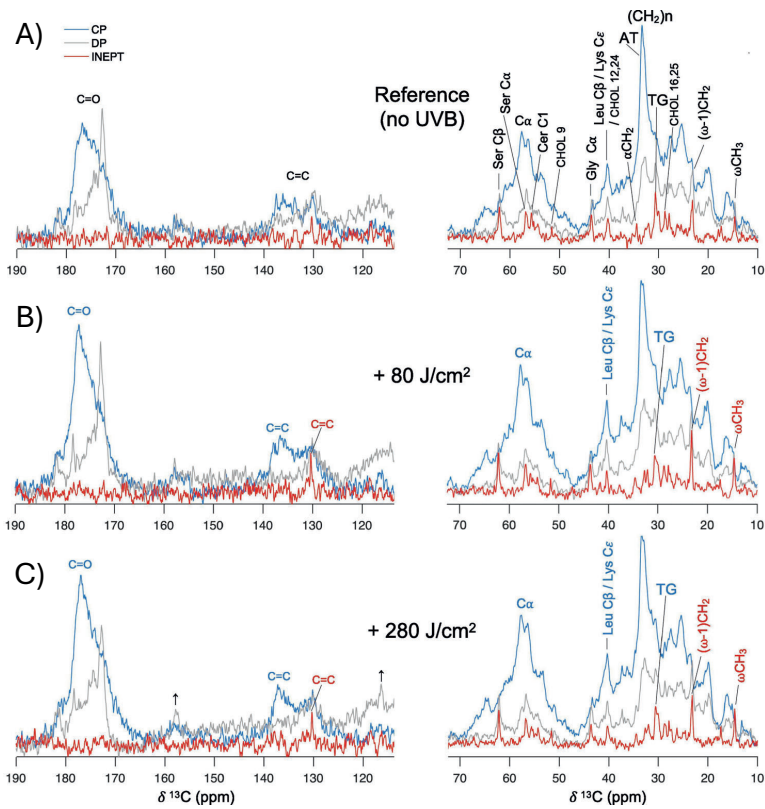 A)
CP
DP
INEPT
C=O
C=C
Reference
(no UVB)
Ser Cβ
Ser Cα
Cα
Cer C1
CHOL 9
Gly Cα
Leu Cβ / Lys Cε
/ CHOL 12,24
αCH2
AT
(CH2)n
TG
CHOL 16,25
(ω-1)CH2
ωCH3
190 180 170 160 150 140 130 120
70 60 50 40 30 20 10
B)
C=O
C=C
C=C
+ 80 J/cm²
Cα
Leu Cβ / Lys Cε
TG
(ω-1)CH2
ωCH3
190 180 170 160 150 140 130 120
70 60 50 40 30 20 10
C)
C=O
↑
C=C
C=C
↑
+ 280 J/cm²
Cα
Leu Cβ / Lys Cε
TG
(ω-1)CH2
ωCH3
190 180 170 160 150 140 130 120
70 60 50 40 30 20 10
δ ¹³C (ppm)
δ ¹³C (ppm)